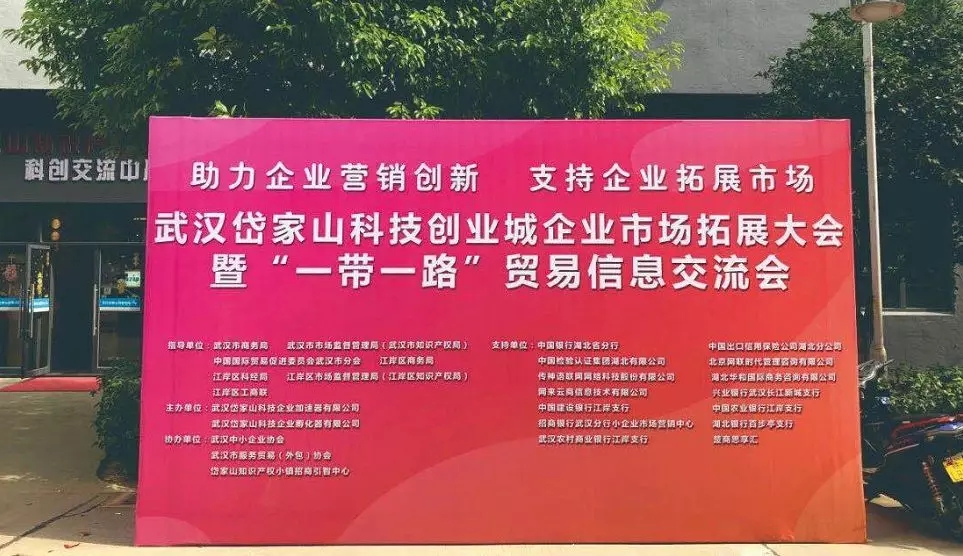 科创交流中
助力企业营销创新 支持企业拓展市场
武汉岱家山科技创业城企业市场拓展大会
暨“一带一路”贸易信息交流会
指导单位：武汉市商务局 武汉市市场监督管理局（武汉市知识产权局）
中国国际贸易促进委员会武汉市分会 江岸区商务局
江岸区科经局 江岸区市场监督管理局（江岸区知识产权局）
江岸区工商联
主办单位：武汉岱家山科技企业加速器有限公司
武汉岱家山科技企业孵化器有限公司
协办单位：武汉中小企业协会
武汉市服务贸易（外包）协会
岱家山知识产权小镇招商引智中心
支持单位：中国银行湖北省分行 中国出口信用保险公司湖北分公司
中国检验认证集团湖北有限公司 北京网联时代管理咨询有限公司
传神语联网网络科技股份有限公司 湖北华和国际商务咨询有限公司
网来云商信息技术有限公司 兴业银行武汉长江新城支行
中国建设银行江岸支行 中国农业银行江岸支行
招商银行武汉分行小企业市场营销中心 湖北银行百步亭支行
武汉农村商业银行江岸支行 楚商思享汇